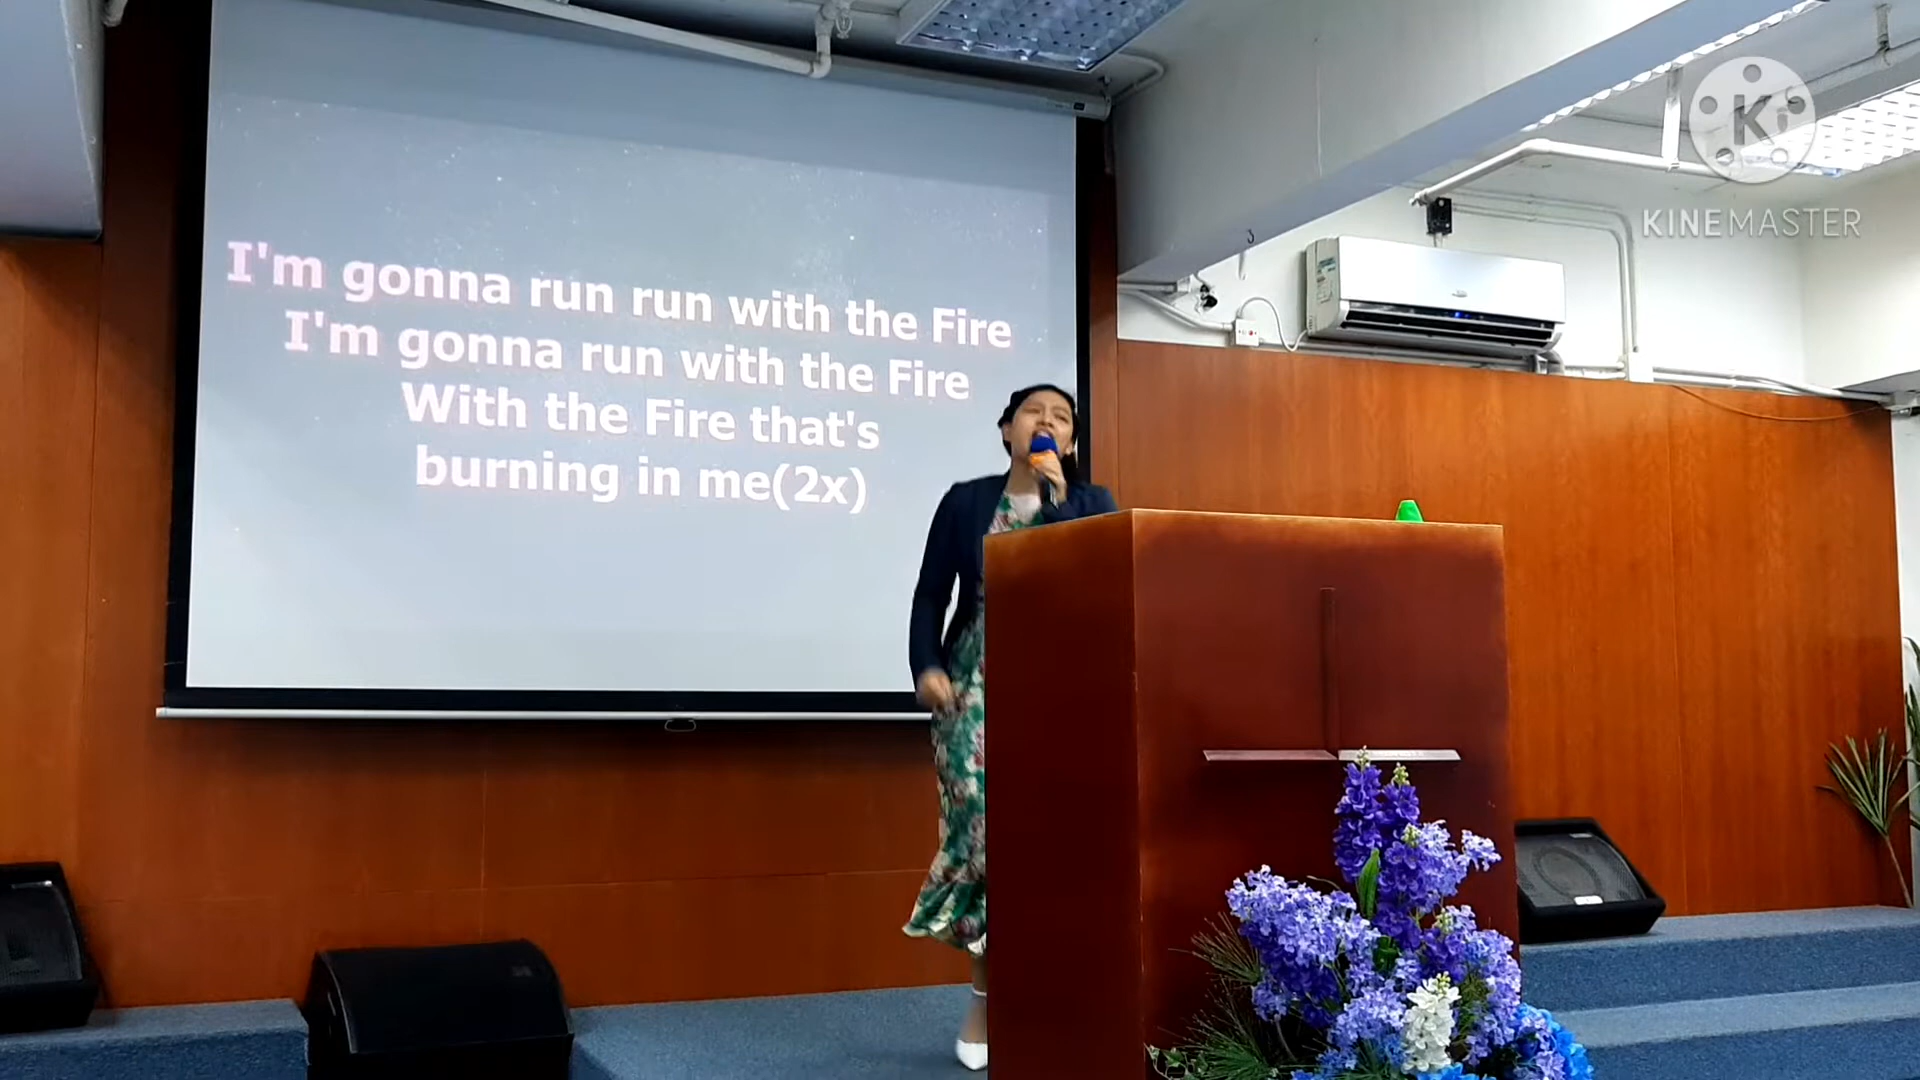 I'm gonna run run with the Fire
I'm gonna run with the Fire
With the Fire that's
burning in me(2x)
Ki
KINEMASTER